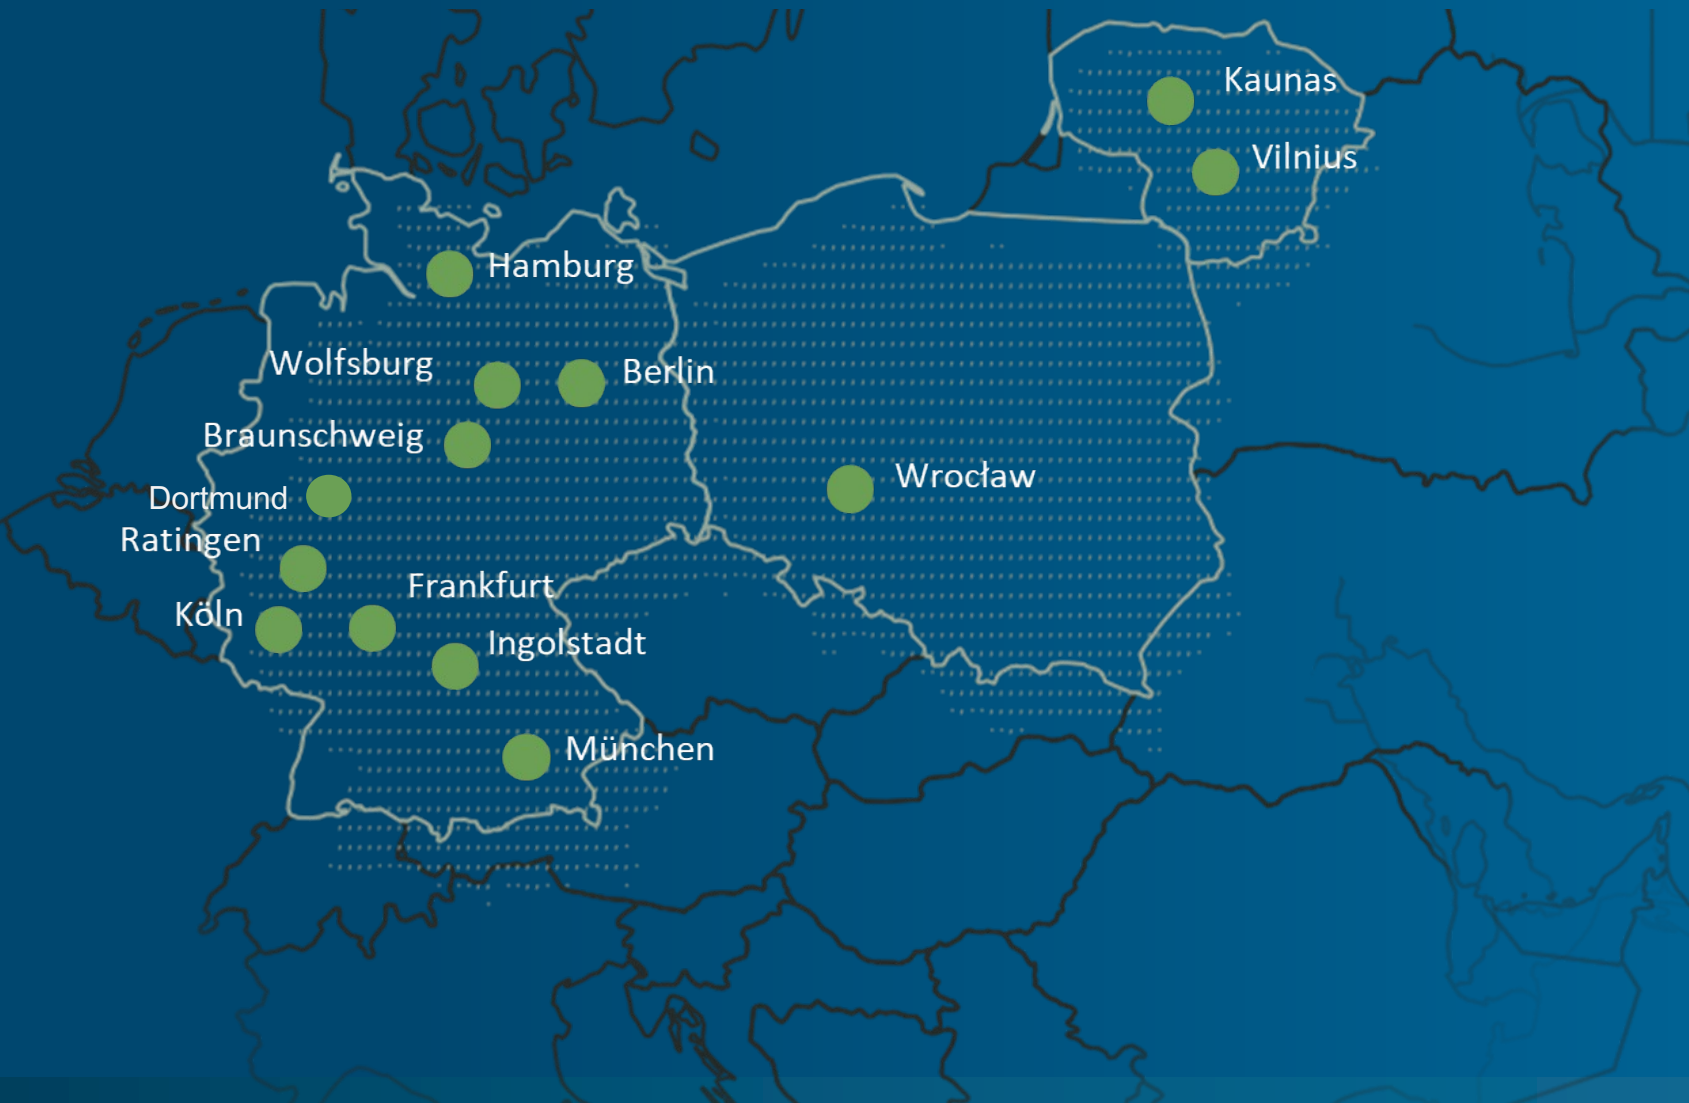 Kaunas
Vilnius
Hamburg
Wolfsburg
Berlin
Braunschweig
Wrocław
Dortmund
Ratingen
Frankfurt
Köln
Ingolstadt
München